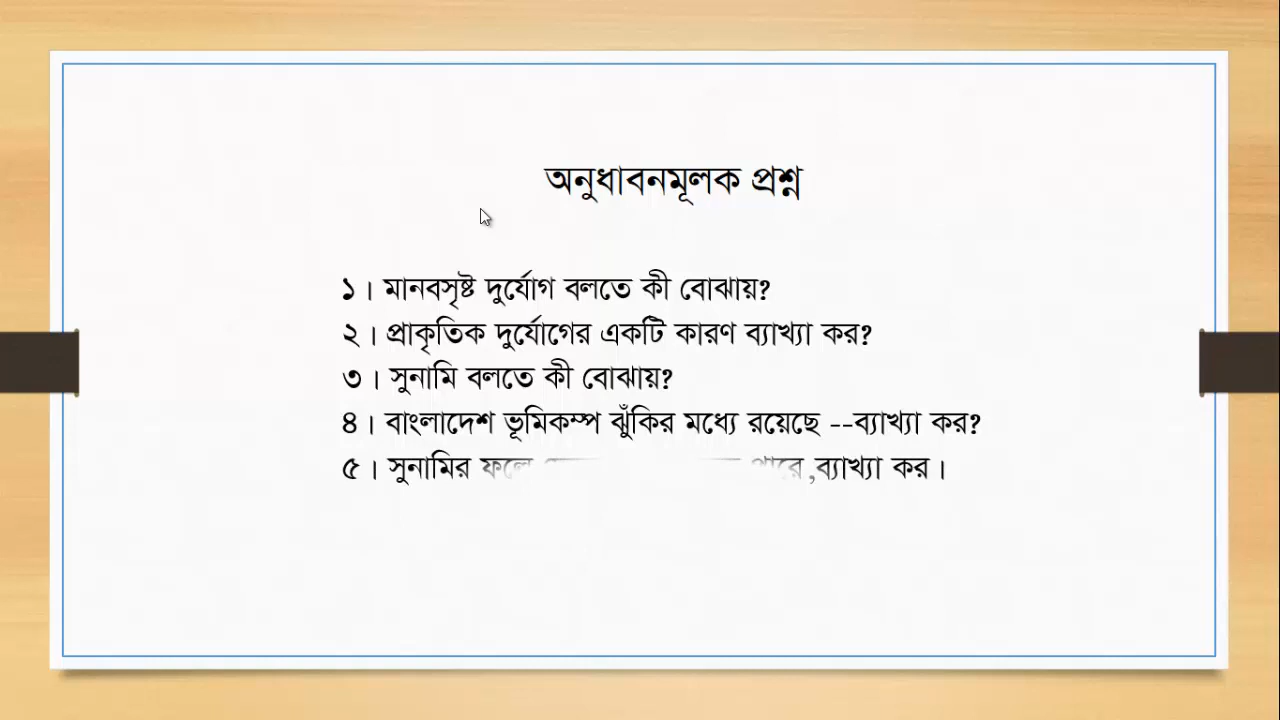 অনুধাবনমূলক প্রশ্ন
১। মানবসৃষ্ট দুর্যোগ বলতে কী বোঝায়?
২। প্রাকৃতিক দুর্যোগের একটি কারণ ব্যাখ্যা কর?
৩। সুনামি বলতে কী বোঝায়?
৪। বাংলাদেশ ভূমিকম্প ঝুঁকির মধ্যে রয়েছে --ব্যাখ্যা কর?
৫। সুনামির ফলে পারে,ব্যাখ্যা কর।